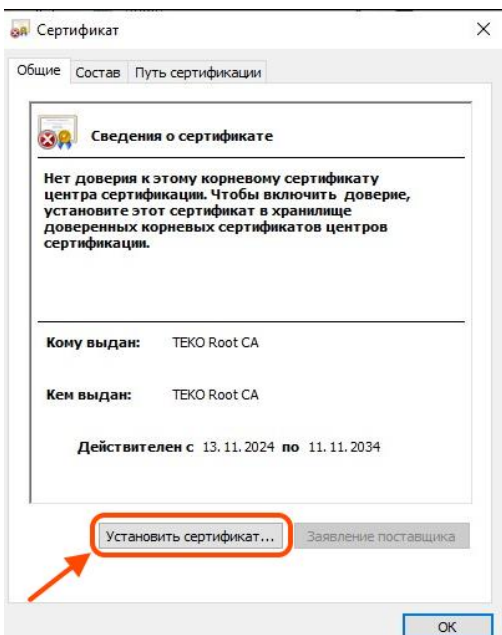 Сертификат
Общие Состав Путь сертификации
Сведения о сертификате
Нет доверия к этому корневому сертификату
центра сертификации. Чтобы включить доверие,
установите этот сертификат в хранилище
доверенных корневых сертификатов центров
сертификации.
Кому выдан: TEKO Root CA
Кем выдан: TEKO Root CA
Действителен с 13.11.2024 по 11.11.2034
Установить сертификат... Заявление поставщика
ОК